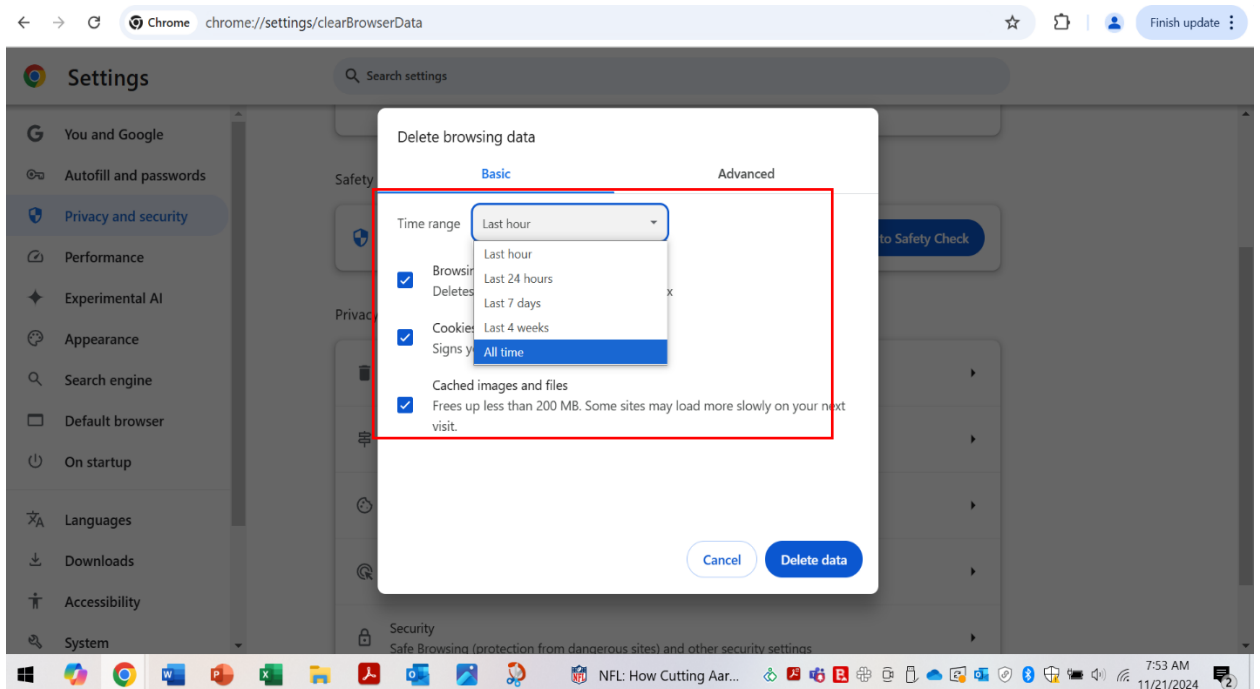 Chrome chrome://settings/clearBrowserData Finish update
Settings
Search settings
You and Google
Autofill and passwords
Privacy and security
Performance
Experimental AI
Appearance
Search engine
Default browser
On startup
Languages
Downloads
Accessibility
System
Safety
to Safety Check
Privacy
Delete browsing data
Basic Advanced
Time range Last hour
Last hour
Last 24 hours
Last 7 days
Last 4 weeks
All time
Deletes
Cookies
Signs
Cached images and files
Frees up less than 200 MB. Some sites may load more slowly on your next
visit.
Cancel Delete data
Security
Safe Browsing (protection from dangerous sites) and other security settings
NFL: How Cutting Aar...
7:53 AM
11/21/2024
2